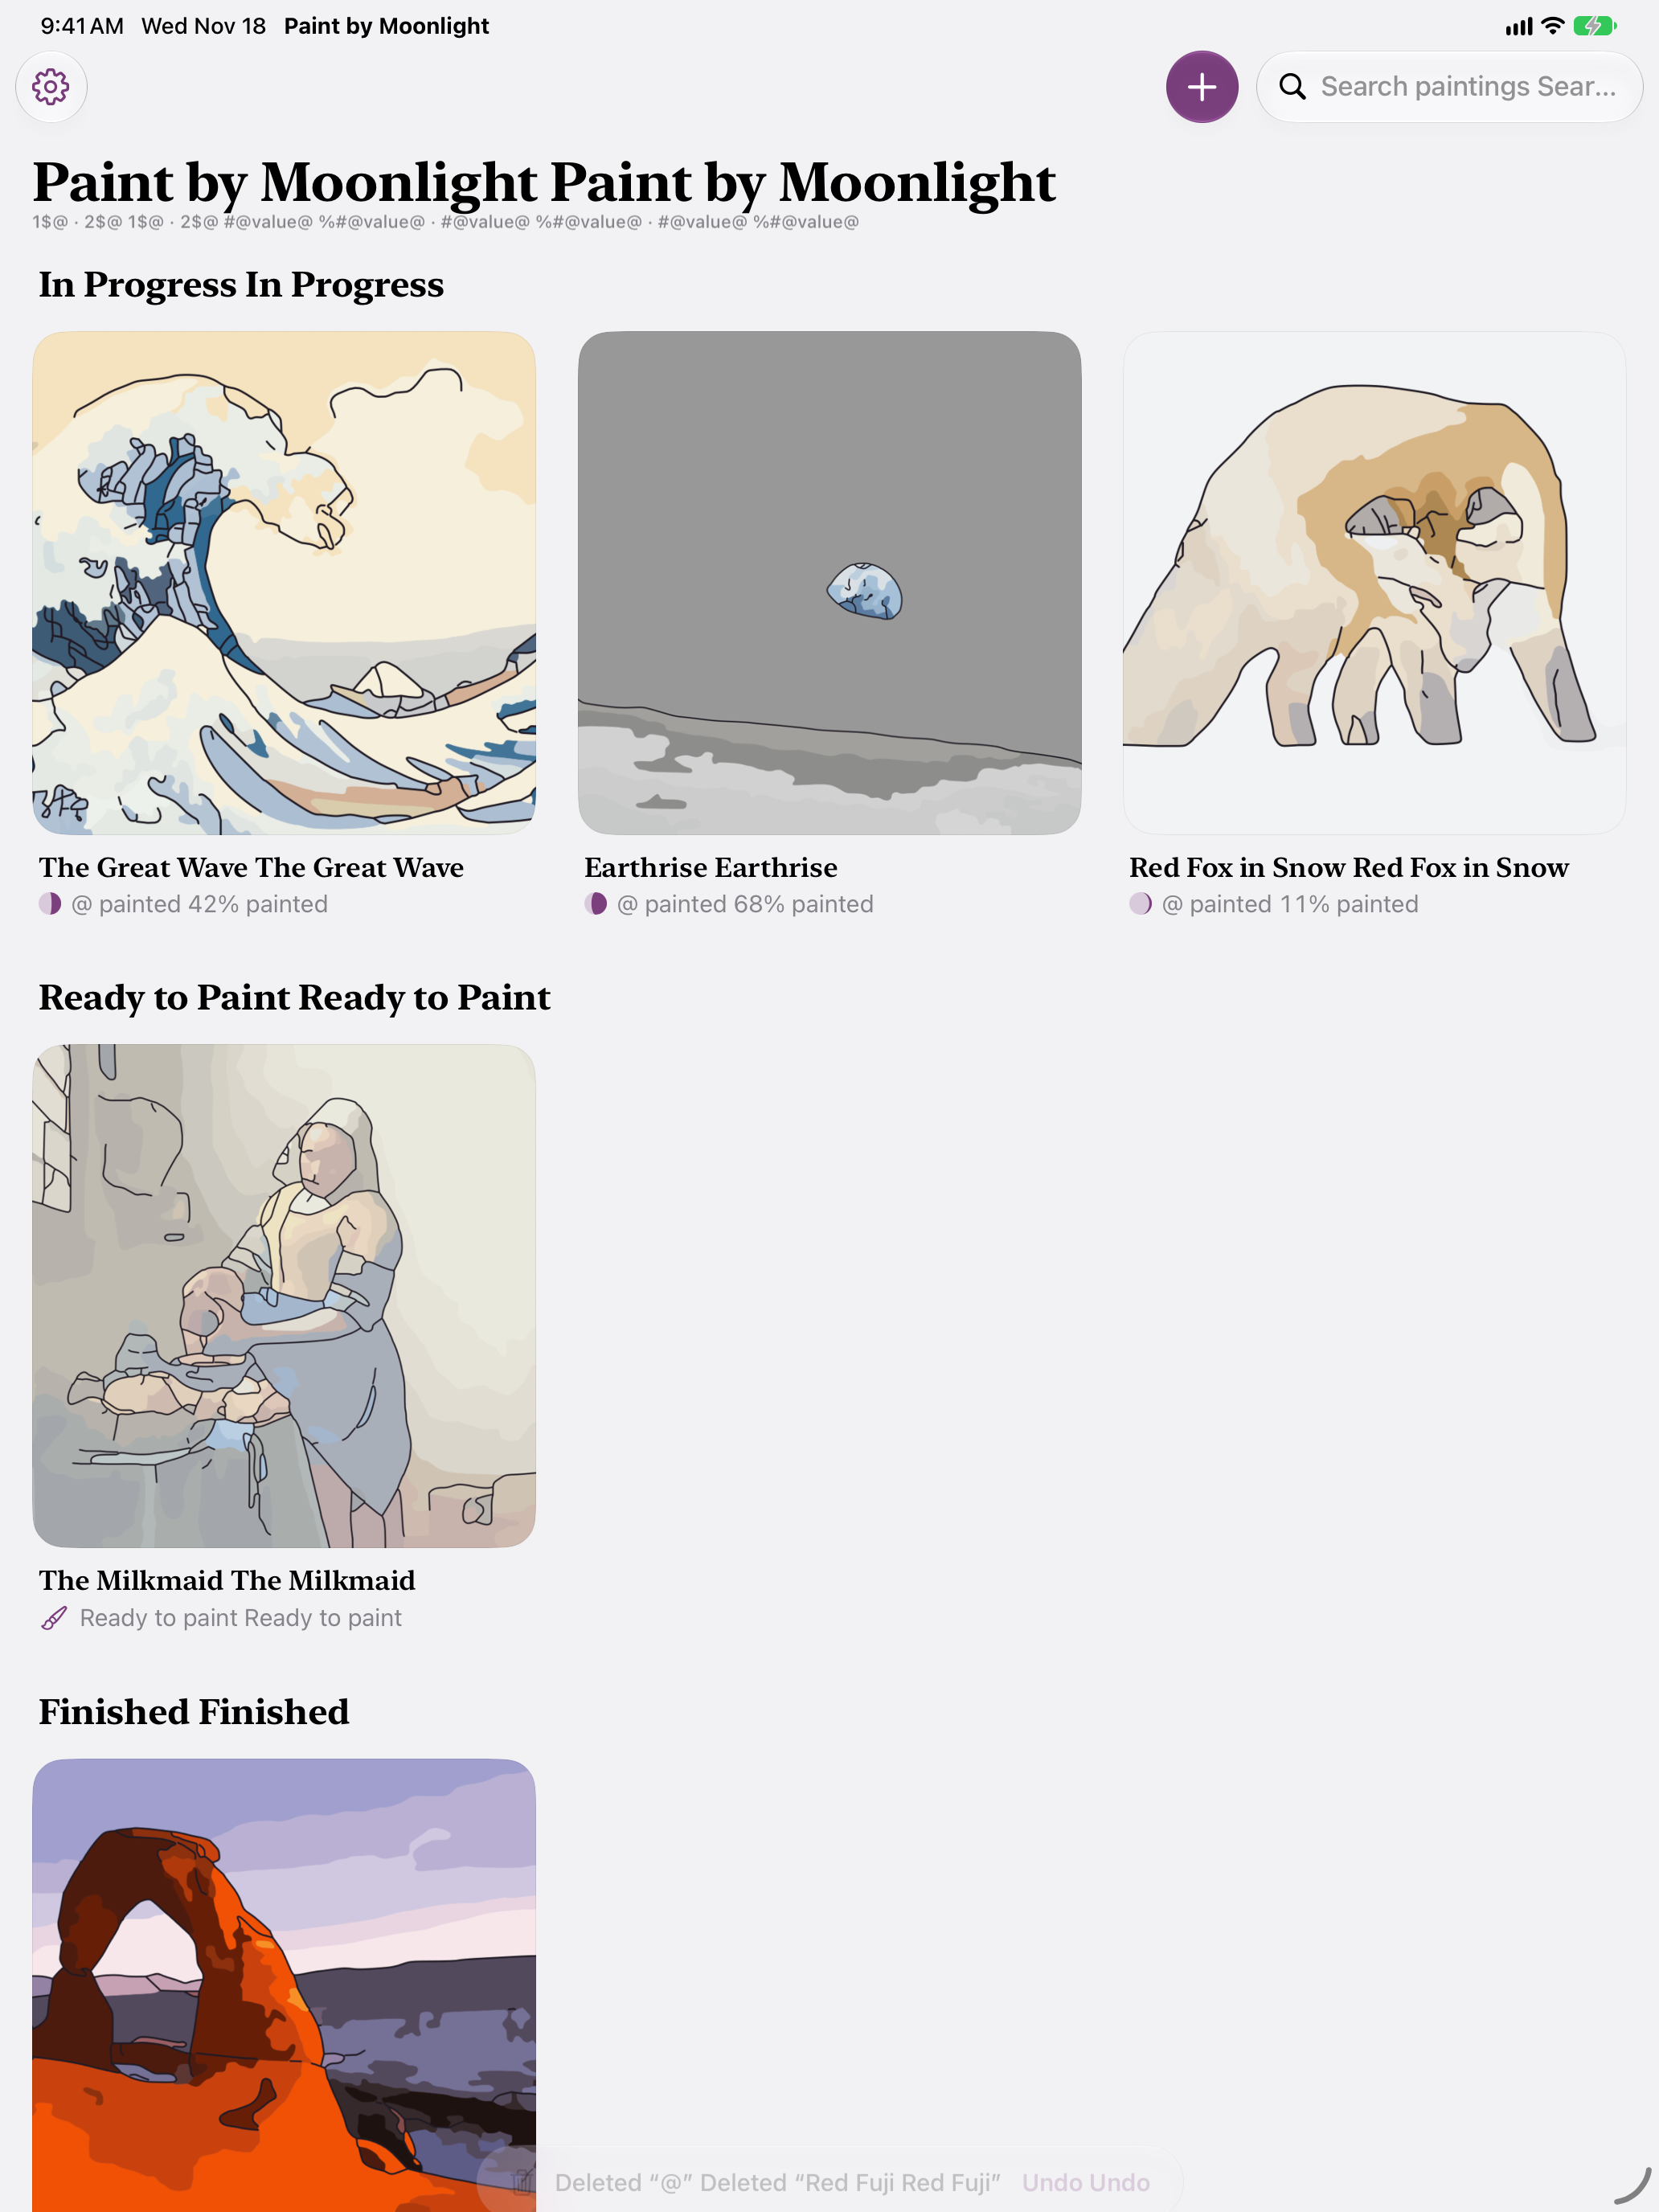 9:41 AM Wed Nov 18 Paint by Moonlight
Search paintings Sear...
Paint by Moonlight Paint by Moonlight
1$@ · 2$@ 1$@ · 2$@ #@value@ %#@value@ · #@value@ %#@value@ · #@value@ %#@value@
In Progress In Progress
The Great Wave The Great Wave
@ painted 42% painted
Earthrise Earthrise
@ painted 68% painted
Red Fox in Snow Red Fox in Snow
@ painted 11% painted
Ready to Paint Ready to Paint
The Milkmaid The Milkmaid
Ready to paint Ready to paint
Finished Finished
Deleted “@” Deleted “Red Fuji Red Fuji” Undo Undo